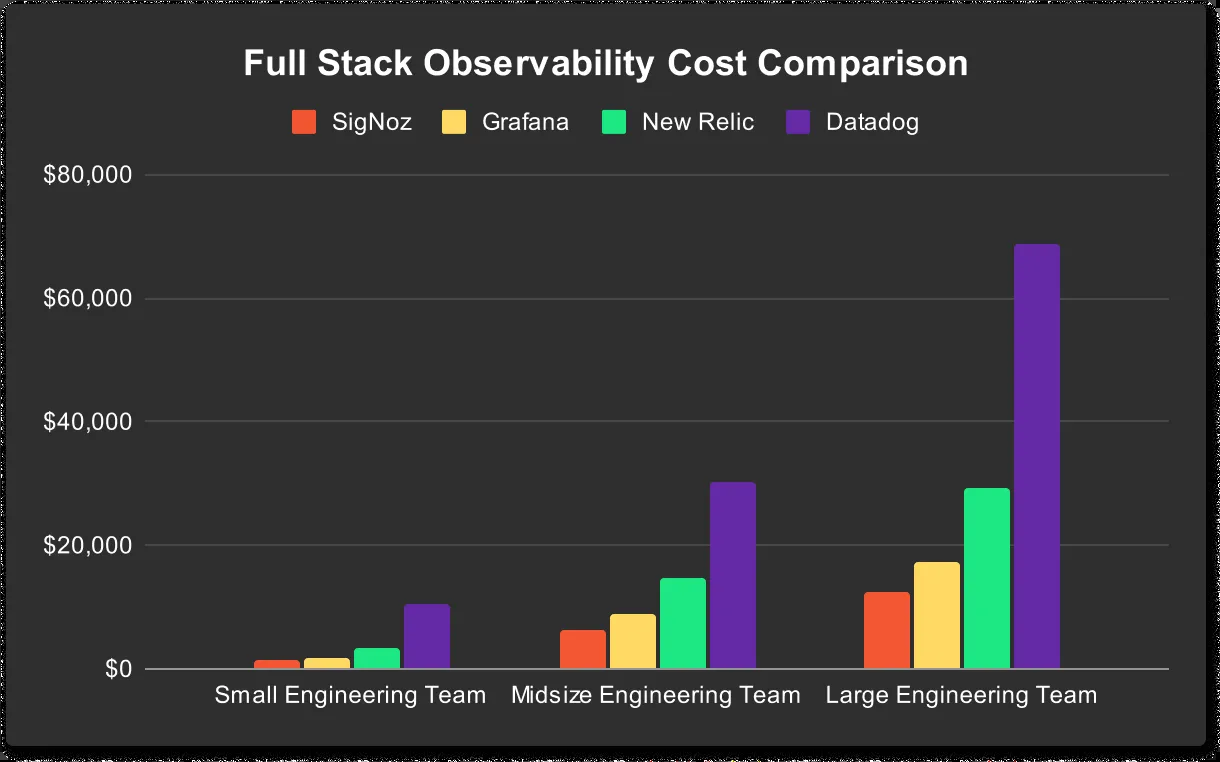 Full Stack Observability Cost Comparison
SigNoz Grafana New Relic Datadog
$80,000
$60,000
$40,000
$20,000
$0
Small Engineering Team Midsize Engineering Team Large Engineering Team